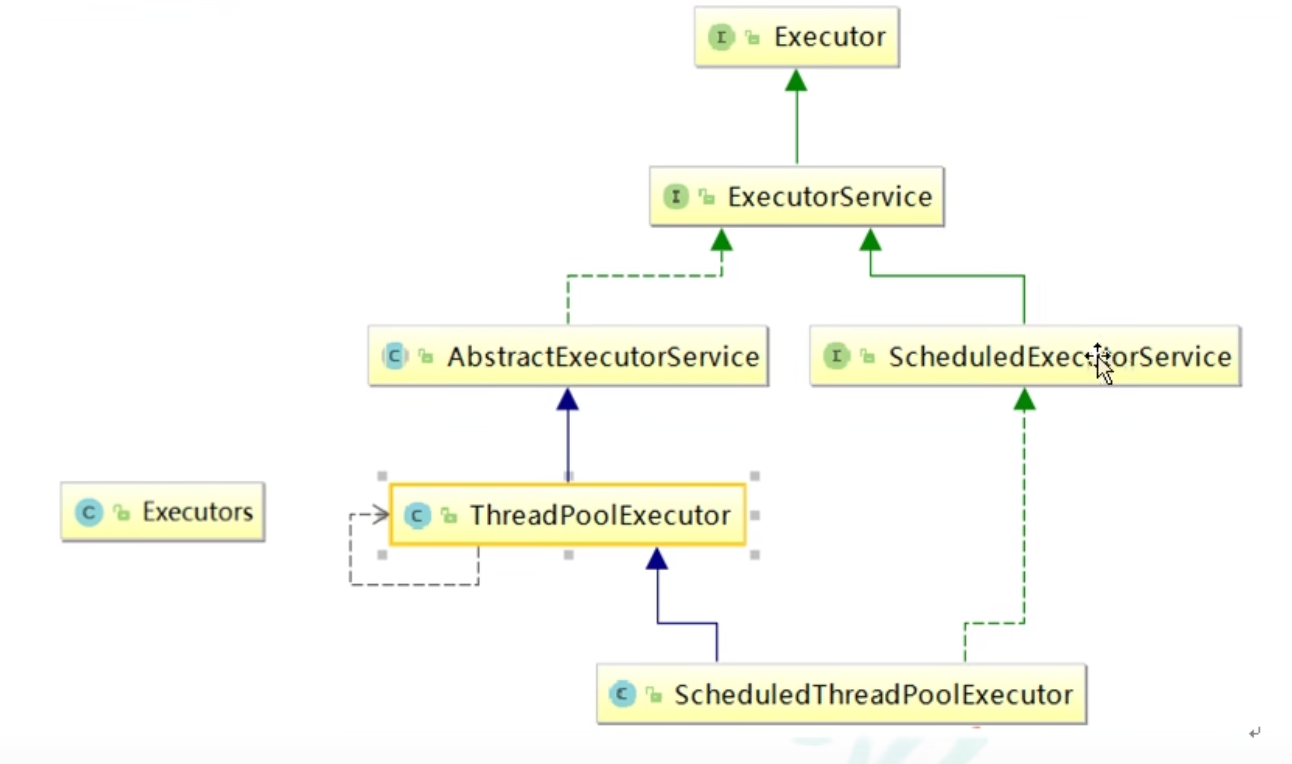 I Executor
I ExecutorService
C AbstractExecutorService
I ScheduledExecutorService
C Executors
C ThreadPoolExecutor
C ScheduledThreadPoolExecutor